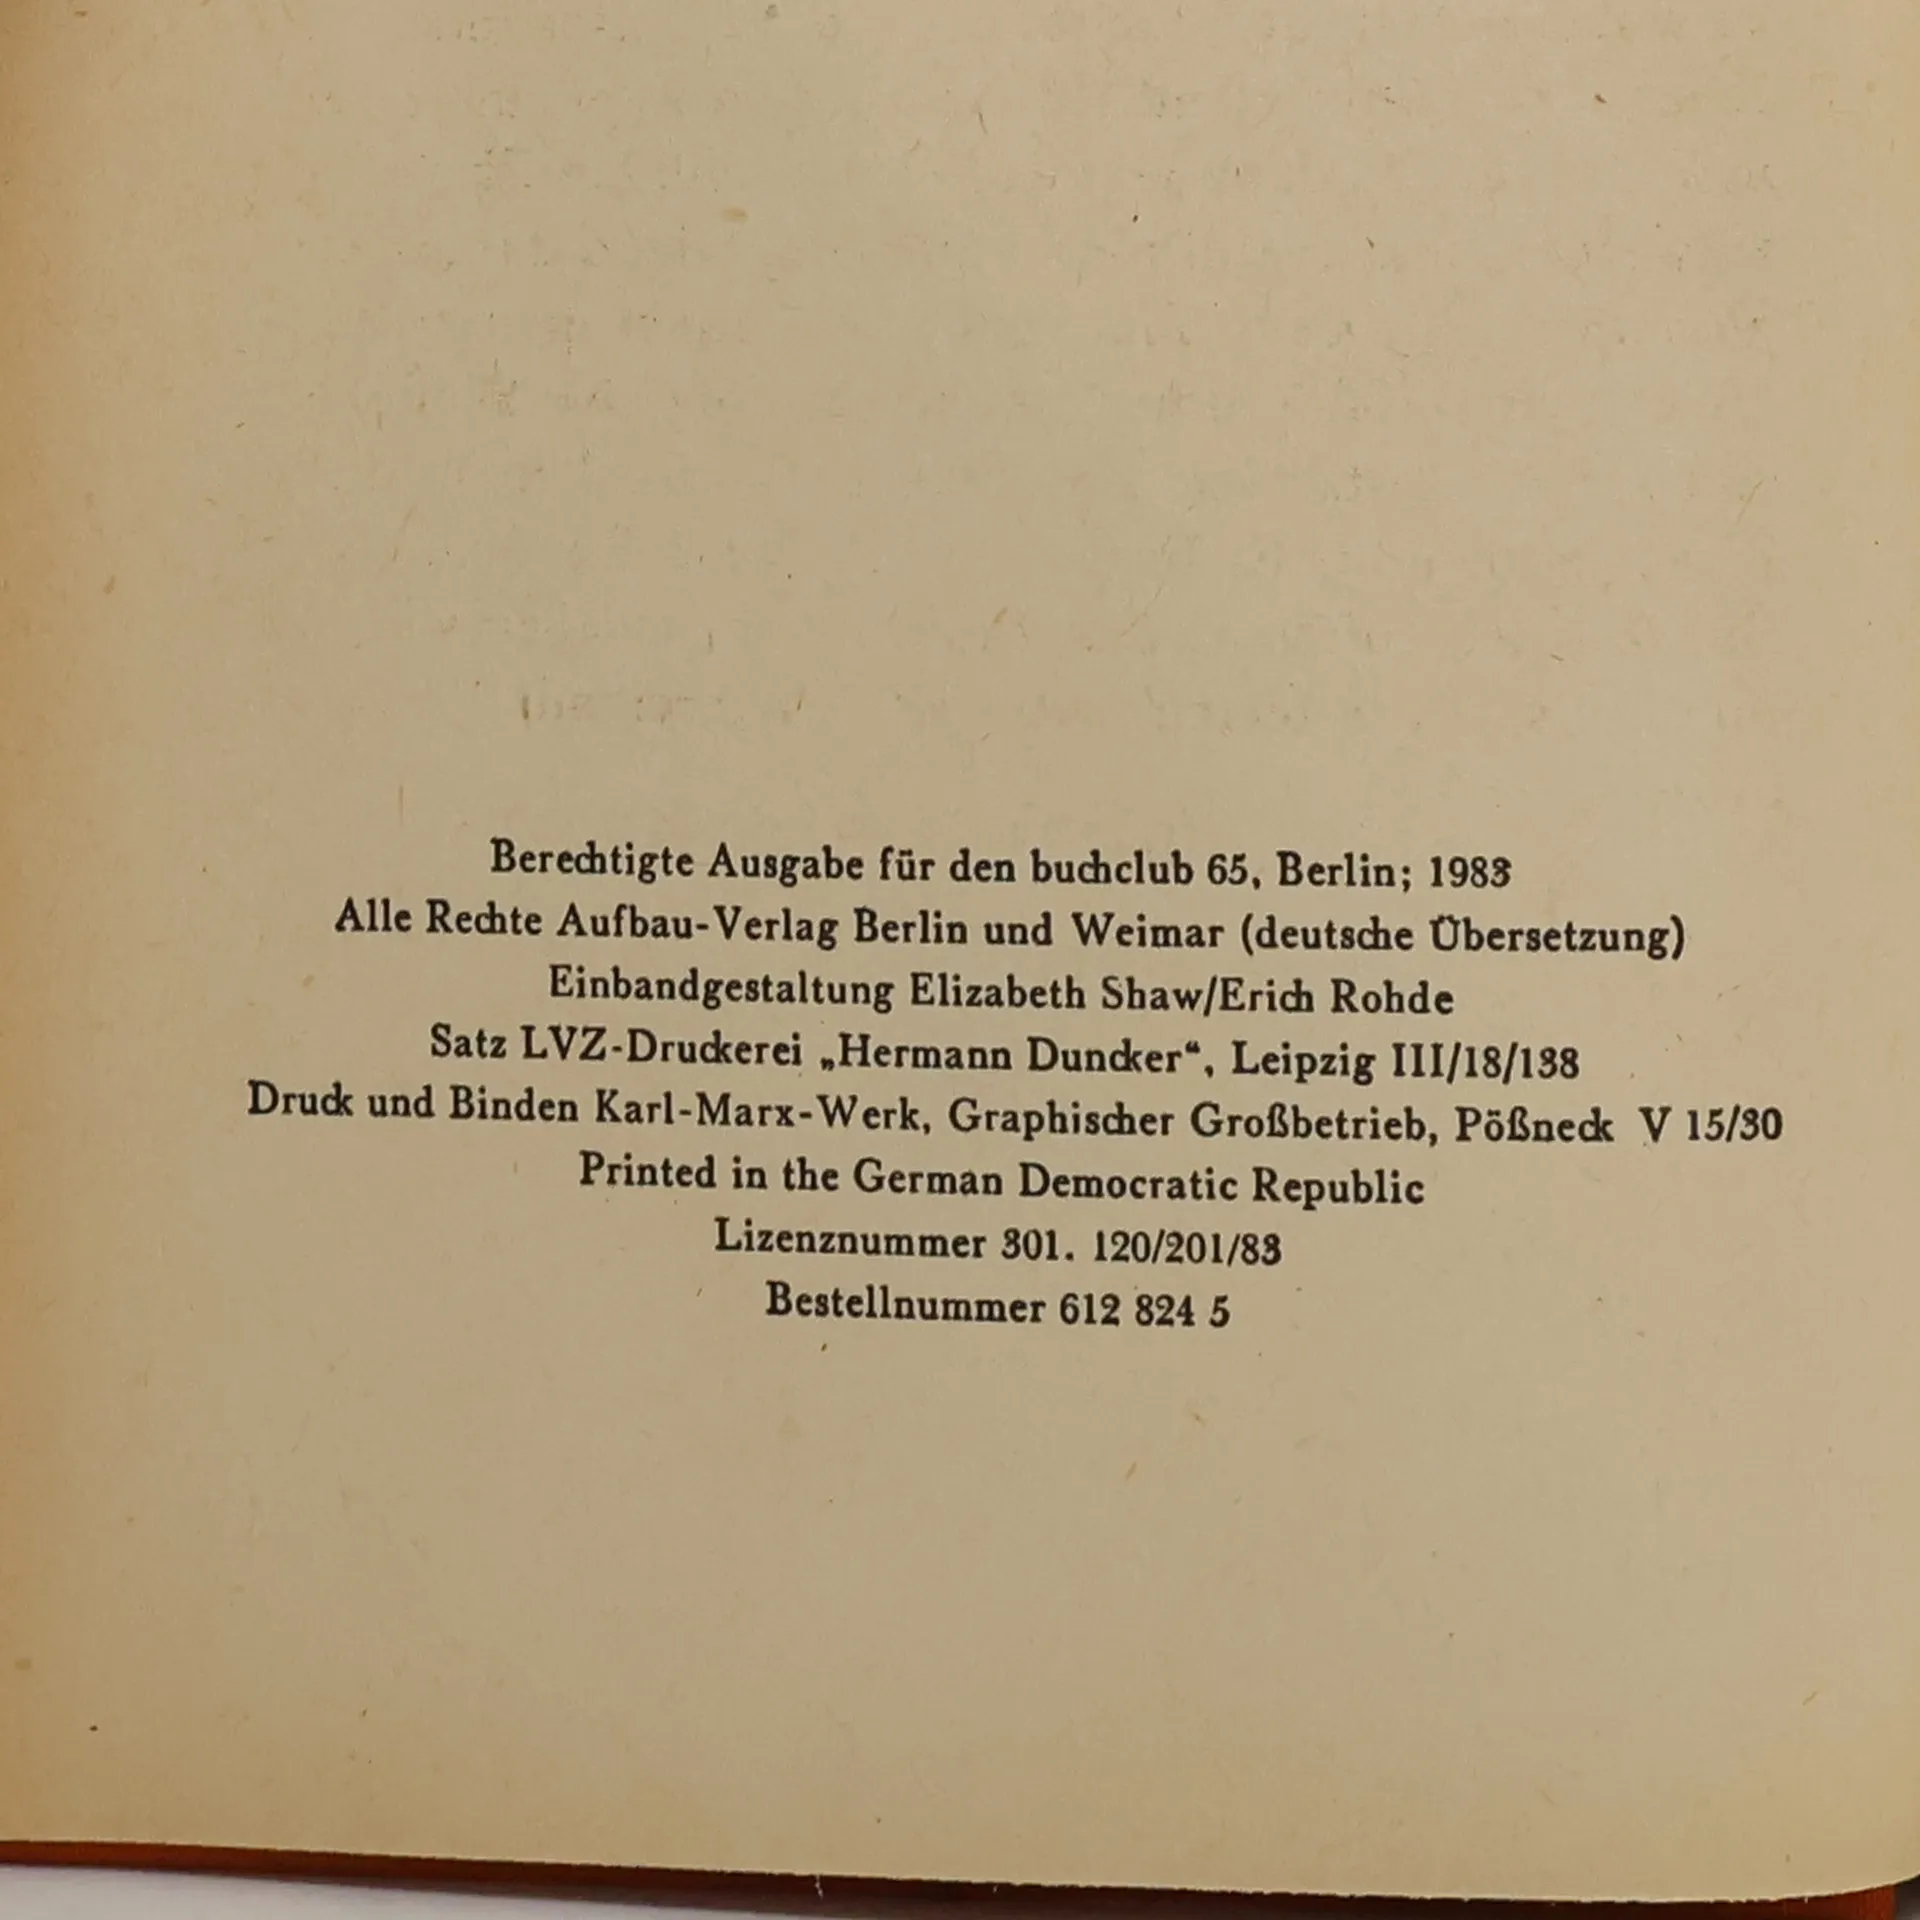 Berechtigte Ausgabe für den buchclub 65, Berlin; 1983
Alle Rechte Aufbau-Verlag Berlin und Weimar (deutsche Übersetzung)
Einbandgestaltung Elizabeth Shaw/Erich Rohde
Satz LVZ-Druckerei „Hermann Duncker“, Leipzig III/18/138
Druck und Binden Karl-Marx-Werk, Graphischer Großbetrieb, Pößneck V 15/30
Printed in the German Democratic Republic
Lizenznummer 301. 120/201/83
Bestellnummer 612 824 5